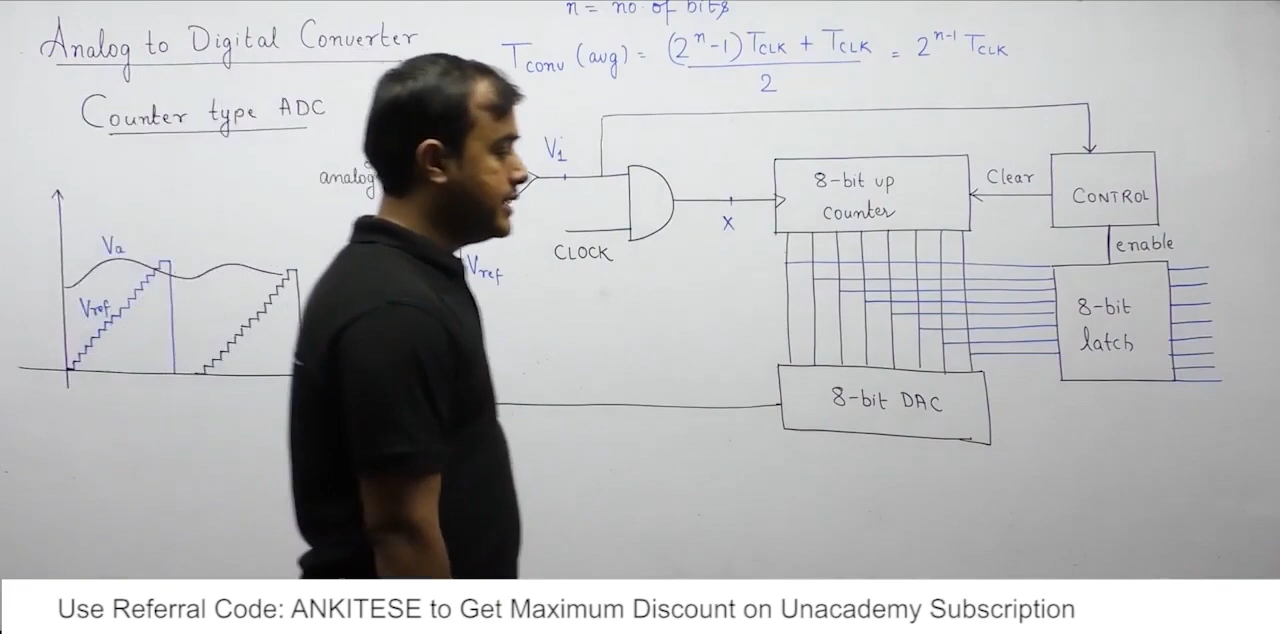 n = no. of bits
Analog to Digital Converter
Tconv (avg) = (2^n -1) TCLK + TCLK / 2 = 2^n-1 TCLK
Counter type ADC
analog
Vi
CLOCK
X
8-bit up
counter
Clear
CONTROL
enable
8-bit
latch
8-bit DAC
Vref
Va
Vref
Use Referral Code: ANKITESE to Get Maximum Discount on Unacademy Subscription